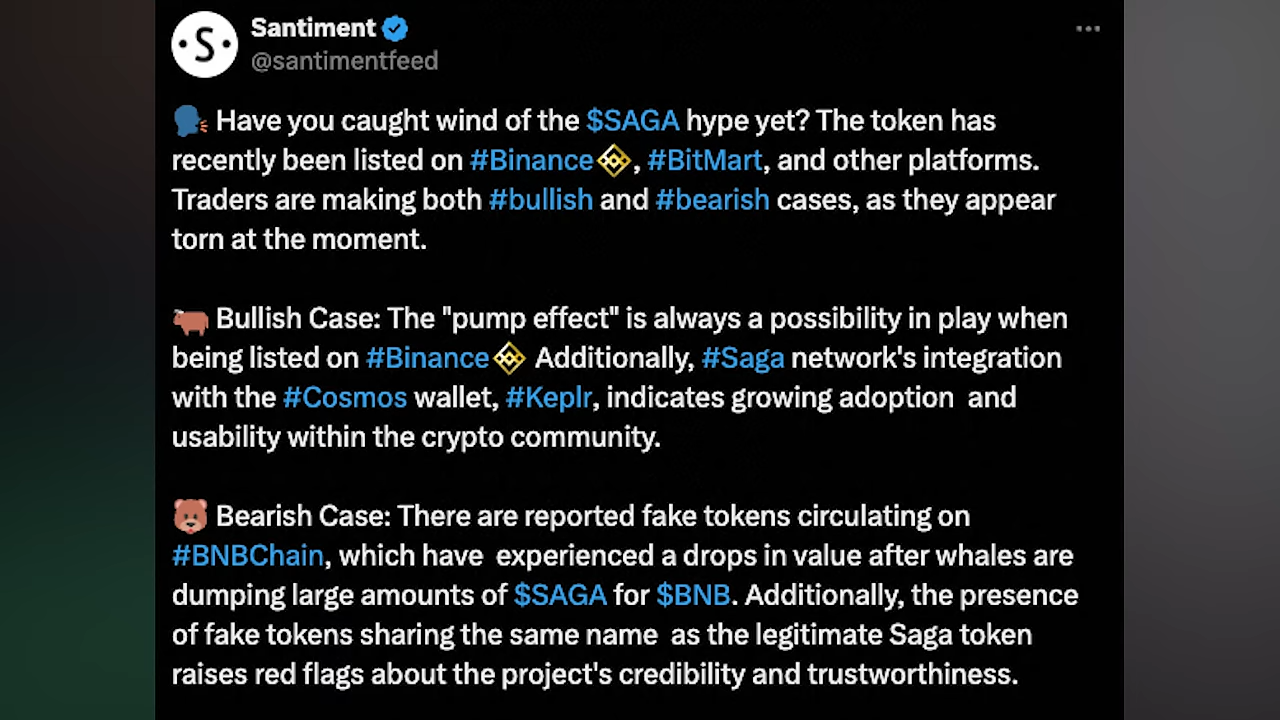 Santiment
@santimentfeed
Have you caught wind of the $SAGA hype yet? The token has
recently been listed on #Binance, #BitMart, and other platforms.
Traders are making both #bullish and #bearish cases, as they appear
torn at the moment.
Bullish Case: The "pump effect" is always a possibility in play when
being listed on #Binance Additionally, #Saga network's integration
with the #Cosmos wallet, #Keplr, indicates growing adoption and
usability within the crypto community.
Bearish Case: There are reported fake tokens circulating on
#BNBChain, which have experienced a drops in value after whales are
dumping large amounts of $SAGA for $BNB. Additionally, the presence
of fake tokens sharing the same name as the legitimate Saga token
raises red flags about the project's credibility and trustworthiness.